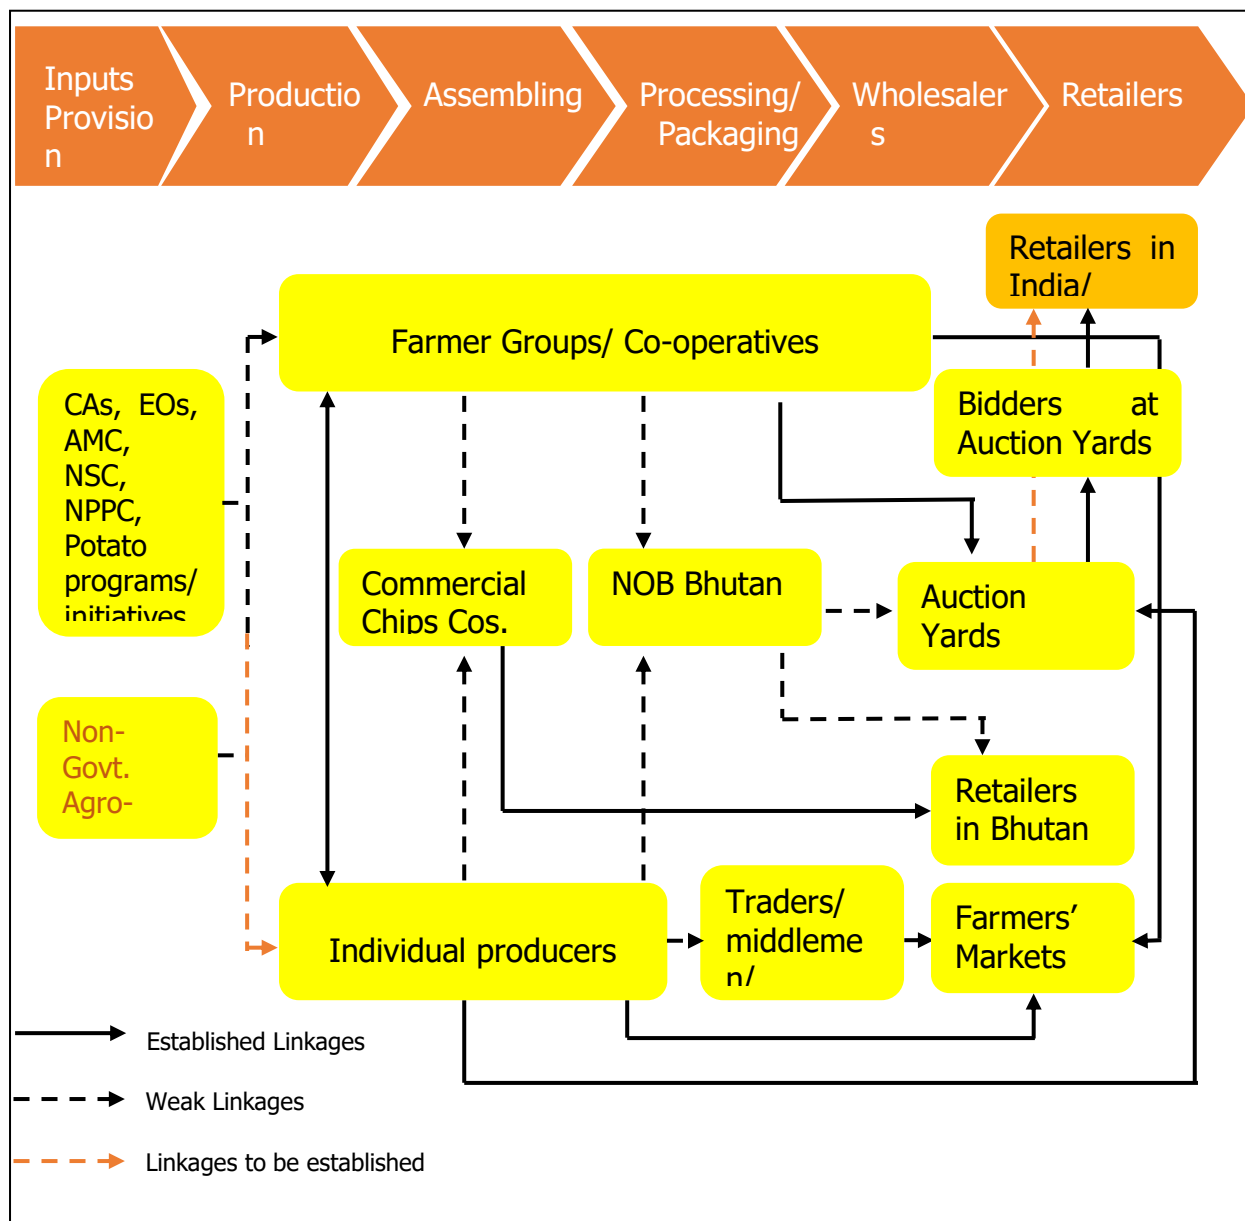 Inputs
Provisio
n
Productio
n
Assembling
Processing/
Packaging
Wholesaler
s
Retailers
Retailers in
India/
Farmer Groups/ Co-operatives
CAs, EOs,
AMC,
NSC,
NPPC,
Potato
programs/
initiatives
Bidders at
Auction Yards
Commercial
Chips Cos.
NOB Bhutan
Auction
Yards
Non-
Govt.
Agro-
Retailers
in Bhutan
Individual producers
Traders/
middleme
n/
Farmers’
Markets
Established Linkages
Weak Linkages
Linkages to be established